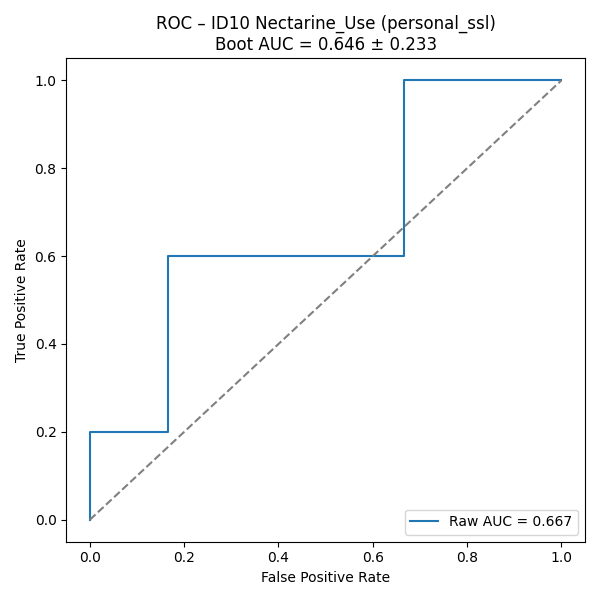 ROC – ID10 Nectarine_Use (personal_ssl)
Boot AUC = 0.646 ± 0.233
1.0
0.8
0.6
0.4
0.2
0.0
True Positive Rate
Raw AUC = 0.667
0.0 0.2 0.4 0.6 0.8 1.0
False Positive Rate